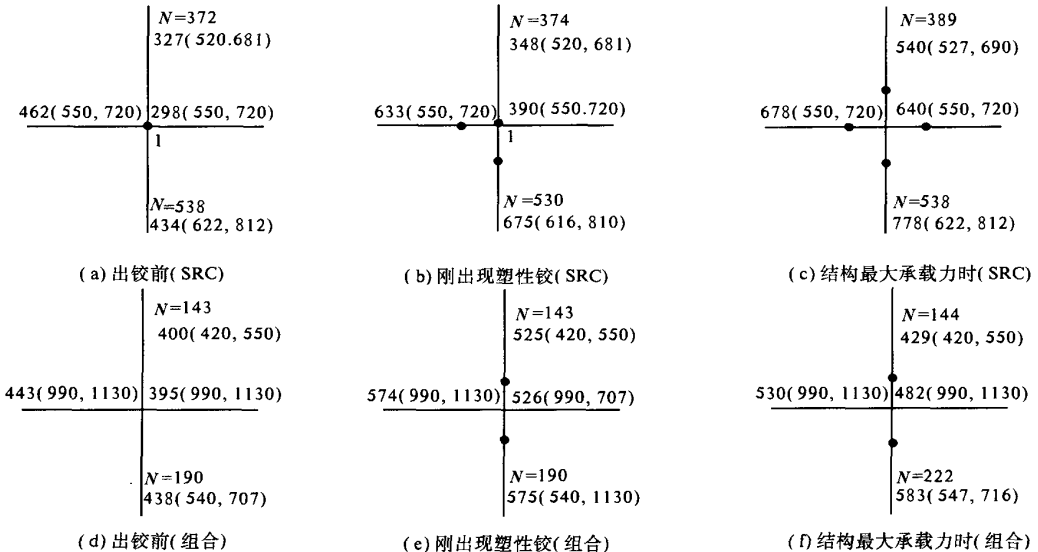 N=372
327(520.681)
462(550, 720) 298(550, 720)
1
N=538
434(622, 812)
(a)出铰前(SRC)
N=374
348(520, 681)
633(550, 720) 390(550.720)
1
N=530
675(616, 810)
(b)刚出现塑性铰(SRC)
N=389
540(527, 690)
678(550, 720) 640(550, 720)
N=538
778(622, 812)
(c)结构最大承载力时(SRC)
N=143
400(420, 550)
443(990, 1130) 395(990, 1130)
N=190
438(540, 707)
(d)出铰前(组合)
N=143
525(420, 550)
574(990, 1130) 526(990, 707)
N=190
575(540, 1130)
(e)刚出现塑性铰(组合)
N=144
429(420, 550)
530(990, 1130) 482(990, 1130)
N=222
583(547, 716)
(f)结构最大承载力时(组合)